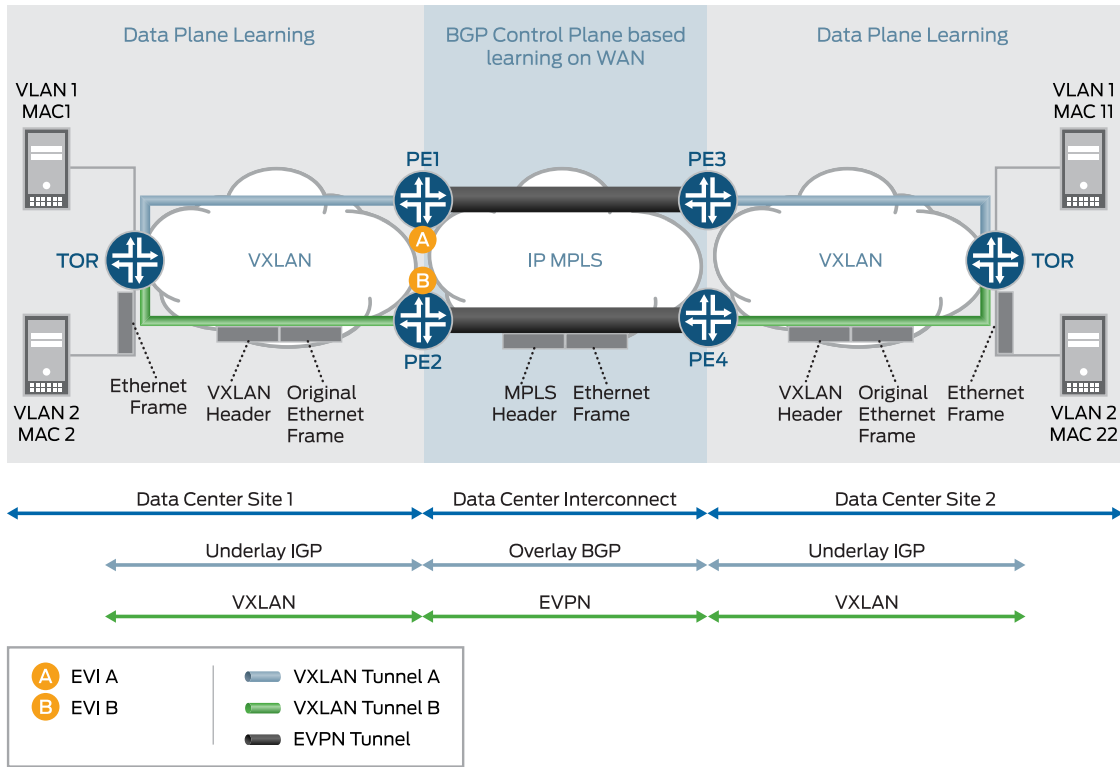 Data Plane Learning
BGP Control Plane based
learning on WAN
Data Plane Learning
VLAN 1
MAC1
VLAN 1
MAC 11
PE1
PE3
A
TOR
VXLAN
IP MPLS
VXLAN
TOR
B
PE2
PE4
Ethernet
Frame
VXLAN
Header
Original
Ethernet
Frame
MPLS
Header
Ethernet
Frame
VXLAN
Header
Original
Ethernet
Frame
Ethernet
Frame
VLAN 2
MAC 2
VLAN 2
MAC 22
Data Center Site 1
Data Center Interconnect
Data Center Site 2
Underlay IGP
Overlay BGP
Underlay IGP
VXLAN
EVPN
VXLAN
A EVI A
B EVI B
VXLAN Tunnel A
VXLAN Tunnel B
EVPN Tunnel